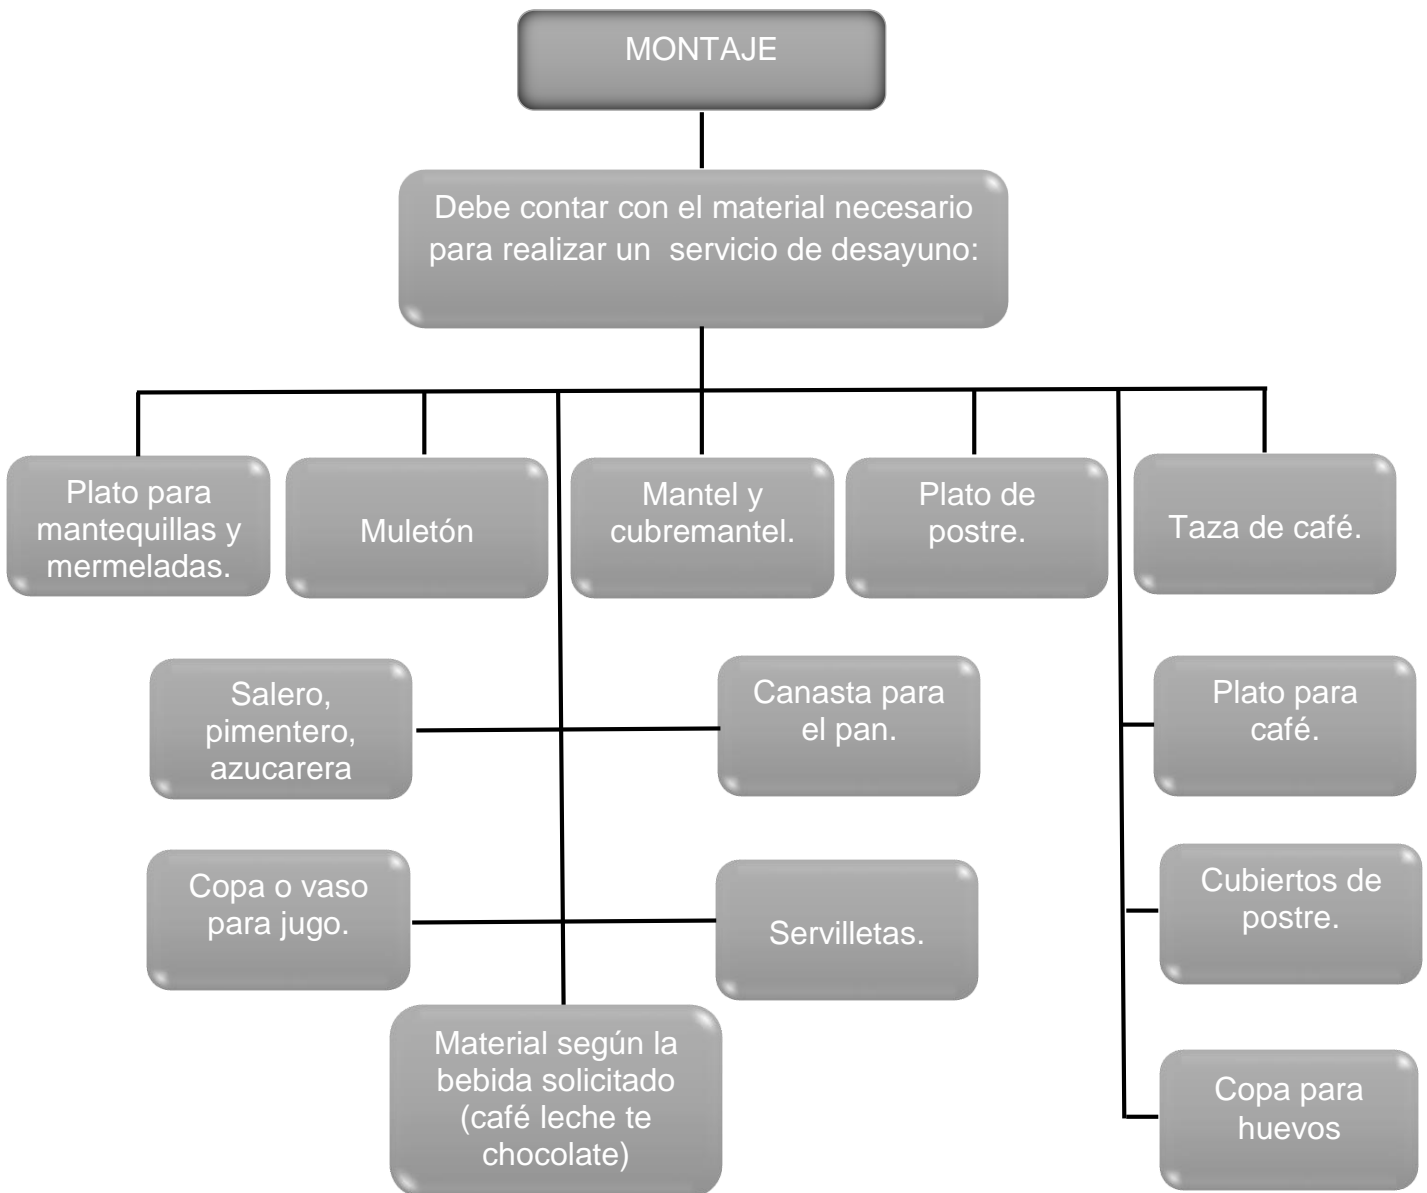 MONTAJE
Debe contar con el material necesario
para realizar un servicio de desayuno:
Plato para
mantequillas y
mermeladas.
Muletón
Mantel y
cubremantel.
Plato de
postre.
Taza de café.
Salero,
pimentero,
azucarera
Canasta para
el pan.
Plato para
café.
Copa o vaso
para jugo.
Servilletas.
Cubiertos de
postre.
Material según la
bebida solicitado
(café leche te
chocolate)
Copa para
huevos